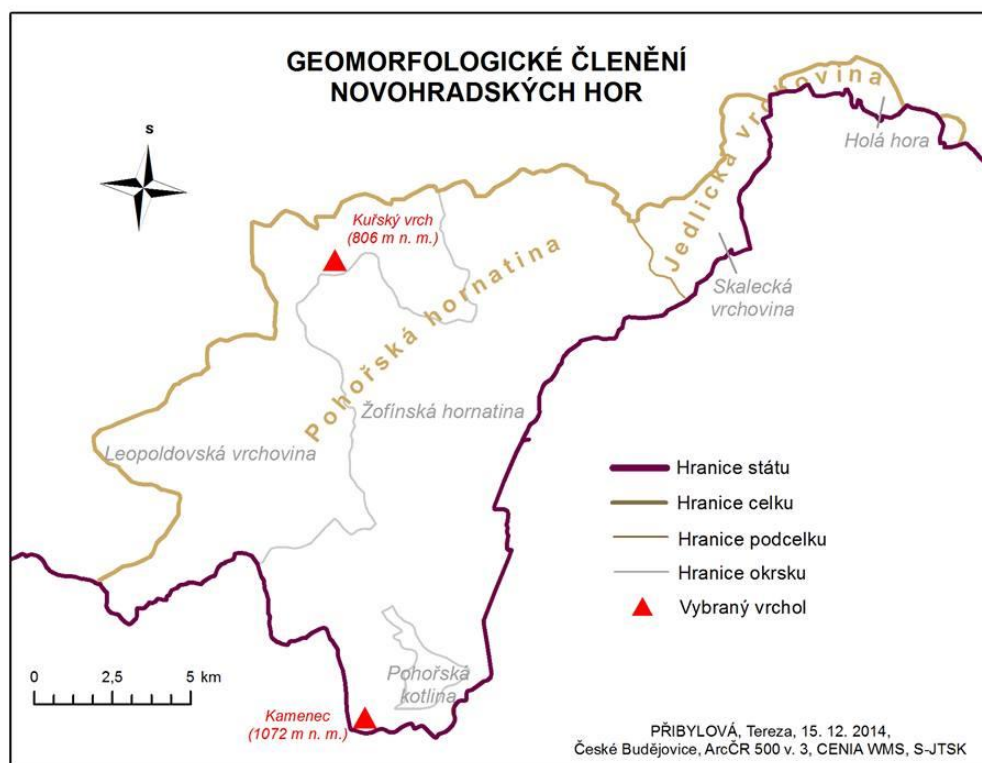 GEOMORFOLOGICKÉ ČLENĚNÍ
NOVOHRADSKÝCH HOR
S
Jedlická vrchovina
Holá hora
Kuřský vrch
(806 m n. m.)
Skalecká
vrchovina
Pohořská hornatina
Žofínská hornatina
Leopoldovská vrchovina
Hranice státu
Hranice celku
Hranice podcelku
Hranice okrsku
Vybraný vrchol
0 2,5 5 km
Pohořská
kotlina
Kamenec
(1072 m n. m.)
PŘIBYLOVÁ, Tereza, 15. 12. 2014,
České Budějovice, ArcČR 500 v. 3, CENIA WMS, S-JTSK